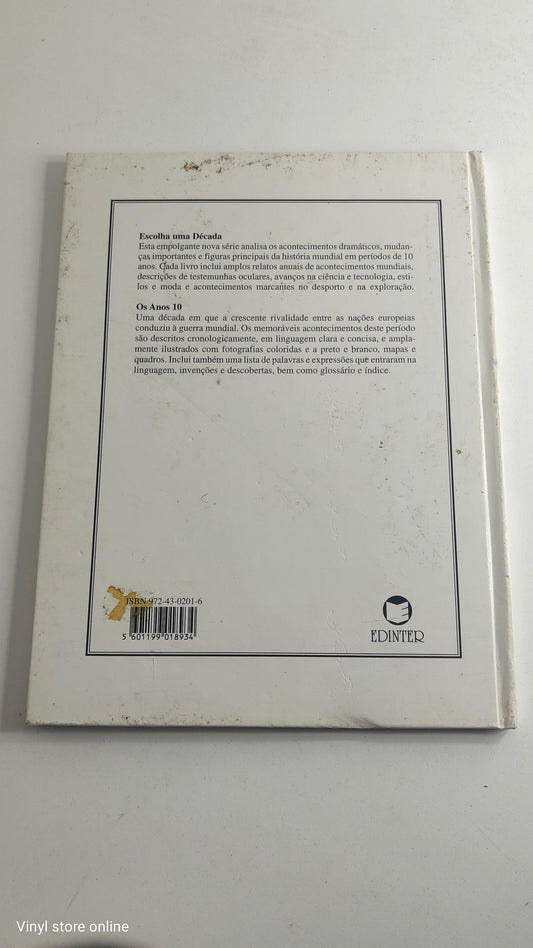 Escolha uma Década
Esta empolgante nova série analisa os acontecimentos dramáticos, mudan-
ças importantes e figuras principais da história mundial em períodos de 10
anos. Cada livro inclui amplos relatos anuais de acontecimentos mundiais,
descrições de testemunhas oculares, avanços na ciência e tecnologia, esti-
los e moda e acontecimentos marcantes no desporto e na exploração.
Os Anos 10
Uma década em que a crescente rivalidade entre as nações europeias
conduziu à guerra mundial. Os memoráveis acontecimentos deste período
são descritos cronologicamente, em linguagem clara e concisa, e ampla-
mente ilustrados com fotografias coloridas e a preto e branco, mapas e
quadros. Inclui também uma lista de palavras e expressões que entraram na
linguagem, invenções e descobertas, bem como glossário e índice.
ISBN 972-43-0201-6
5 601199 018934
EDINTER
Vinyl store online